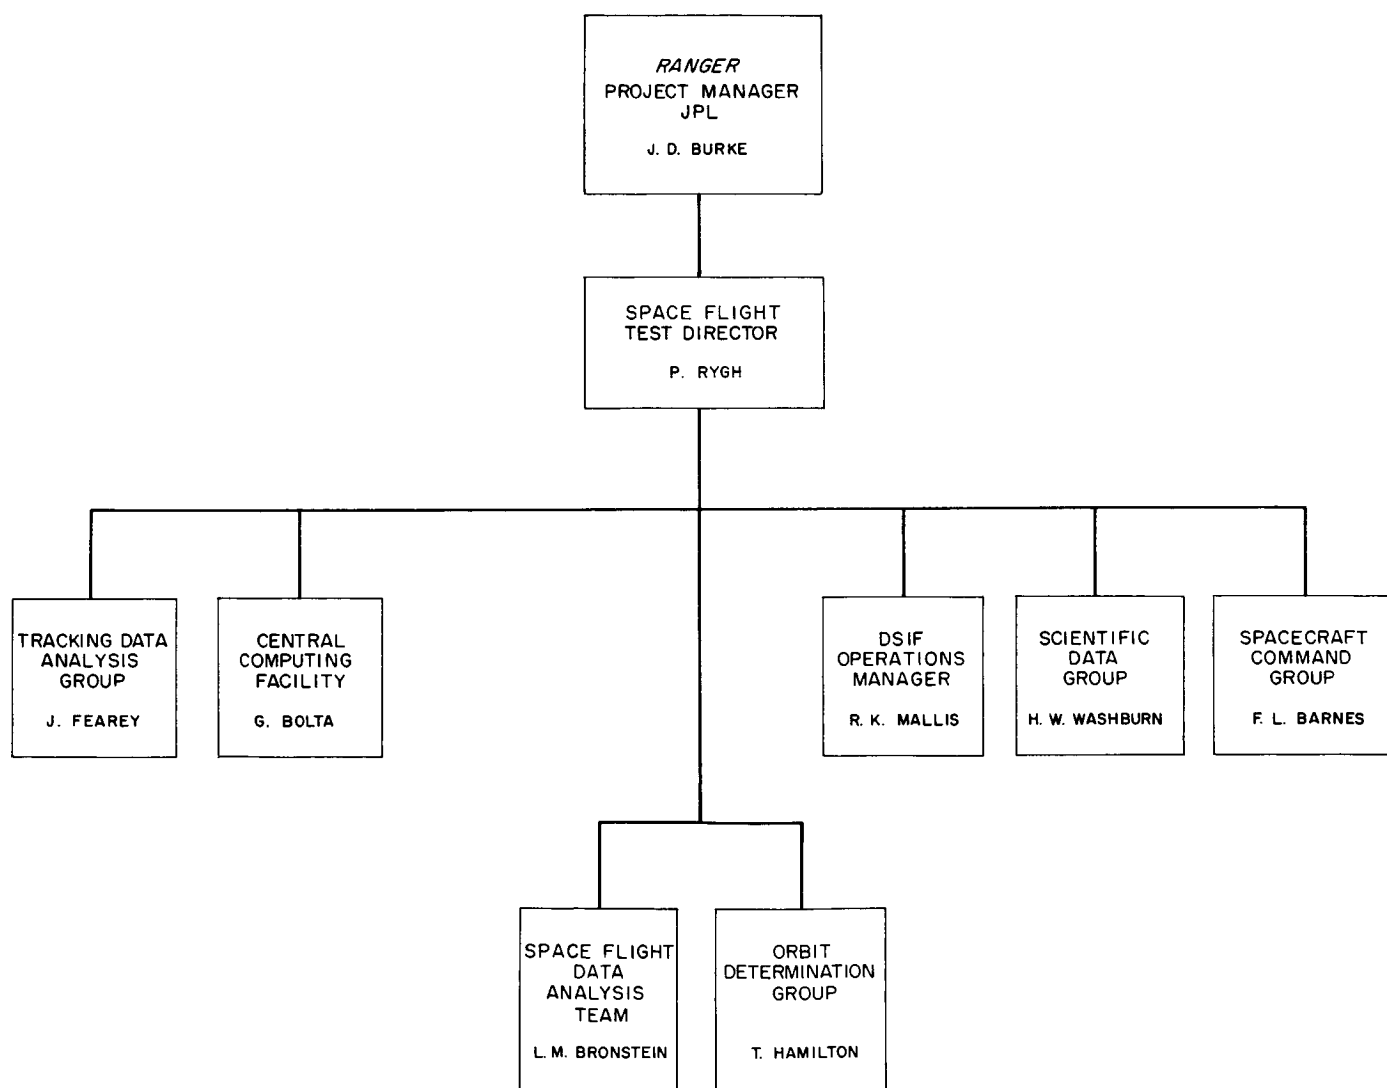 RANGER
PROJECT MANAGER
JPL
J. D. BURKE
SPACE FLIGHT
TEST DIRECTOR
P. RYGH
TRACKING DATA
ANALYSIS
GROUP
J. FEAREY
CENTRAL
COMPUTING
FACILITY
G. BOLTA
DSIF
OPERATIONS
MANAGER
R. K. MALLIS
SCIENTIFIC
DATA
GROUP
H. W. WASHBURN
SPACECRAFT
COMMAND
GROUP
F. L. BARNES
SPACE FLIGHT
DATA
ANALYSIS
TEAM
L. M. BRONSTEIN
ORBIT
DETERMINATION
GROUP
T. HAMILTON